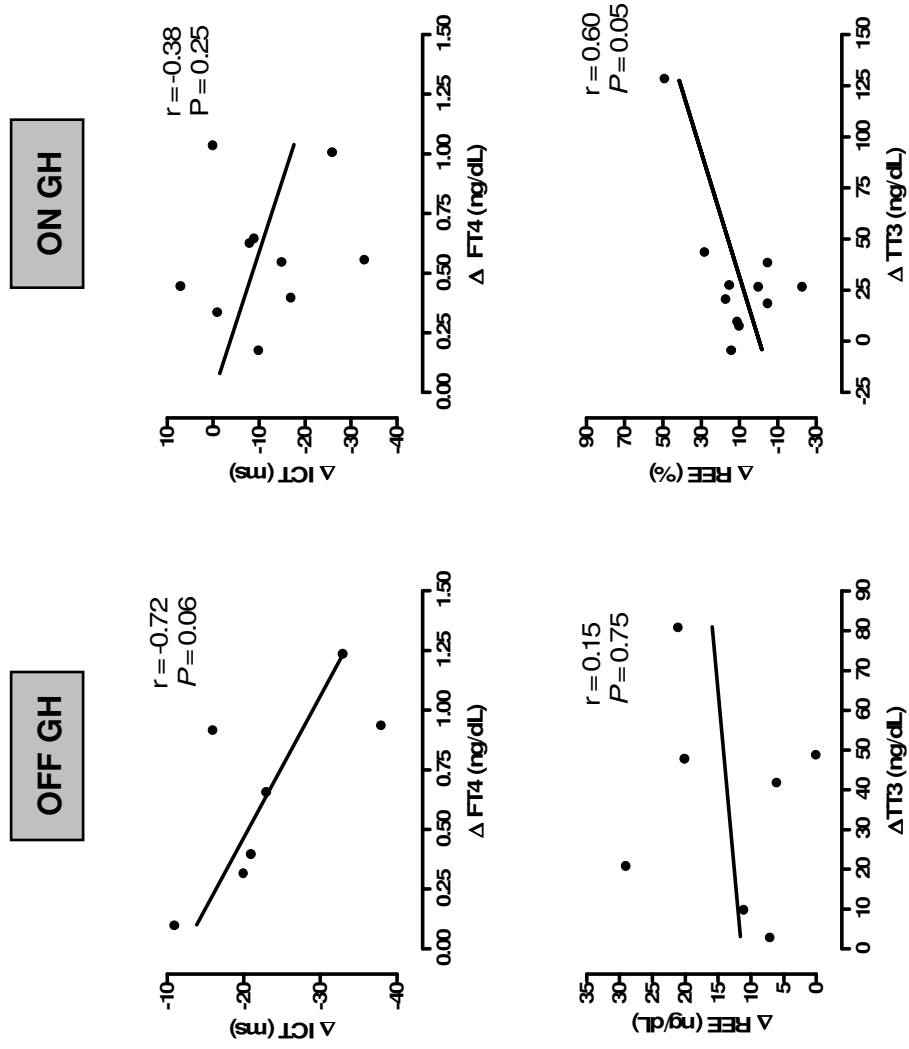 OFF GH
ON GH
r = -0.72
P = 0.06
-10
-20
-30
-40
Δ ICT (ms)
0.00 0.25 0.50 0.75 1.00 1.25 1.50
Δ FT4 (ng/dL)
r = -0.38
P = 0.25
10
0
-10
-20
-30
-40
Δ ICT (ms)
0.00 0.25 0.50 0.75 1.00 1.25 1.50
Δ FT4 (ng/dL)
r = 0.15
P = 0.75
35
30
25
20
15
10
5
0
Δ REE (ng/dL)
0 10 20 30 40 50 60 70 80 90
ΔTT3 (ng/dL)
r = 0.60
P = 0.05
90
70
50
30
10
-10
-30
Δ REE (%)
-25 0 25 50 75 100 125 150
Δ TT3 (ng/dL)